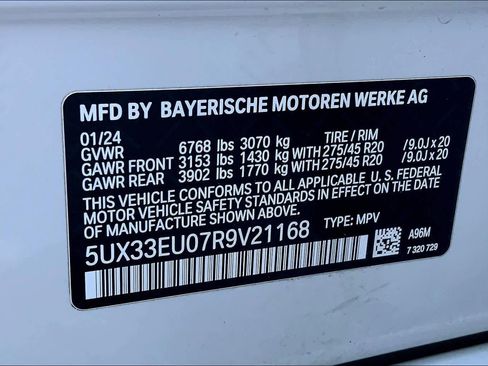 MFD BY BAYERISCHE MOTOREN WERKE AG
01/24 TIRE / RIM
GVWR 6768 lbs 3070 kg
GAWR FRONT 3153 lbs 1430 kg WITH 275/45 R20 / 9.0J x 20
GAWR REAR 3902 lbs 1770 kg WITH 275/45 R20 / 9.0J x 20
THIS VEHICLE CONFORMS TO ALL APPLICABLE U. S. FEDERAL
MOTOR VEHICLE SAFETY STANDARDS IN EFFECT ON THE
DATE OF MANUFACTURE SHOWN ABOVE.
5UX33EU07R9V21168 TYPE: MPV
A96M
7 320 729